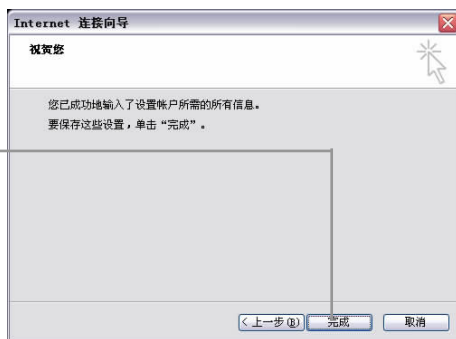 Internet 连接向导
祝贺您
您已成功地输入了设置帐户所需的所有信息。
要保存这些设置，单击“完成”。
< 上一步(B) 完成 取消